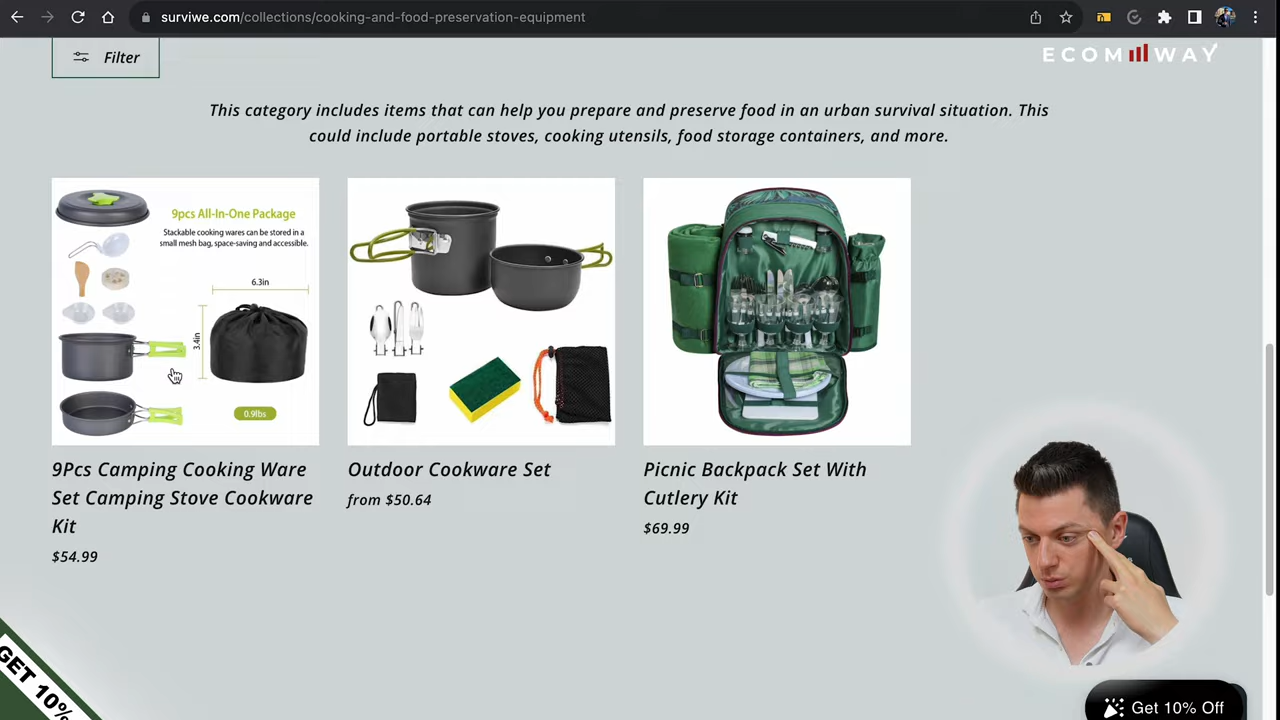 surviwe.com/collections/cooking-and-food-preservation-equipment
Filter
ECOM WAY
This category includes items that can help you prepare and preserve food in an urban survival situation. This
could include portable stoves, cooking utensils, food storage containers, and more.
9pcs All-In-One Package
Stackable cooking wares can be stored in a
small mesh bag, space-saving and accessible.
6.3in
3.4in
0.9lbs
9Pcs Camping Cooking Ware
Set Camping Stove Cookware
Kit
$54.99
Outdoor Cookware Set
from $50.64
Picnic Backpack Set With
Cutlery Kit
$69.99
GET 10%
Get 10% Off